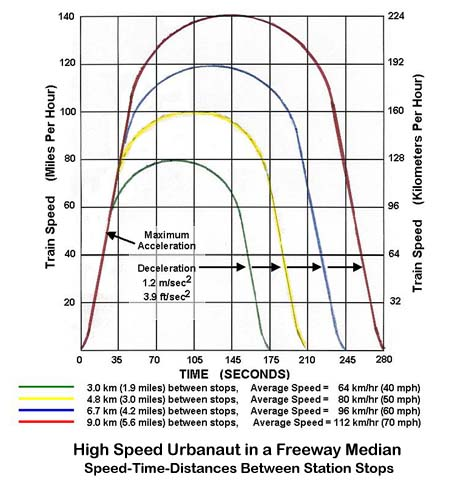 140
120
100
80
60
40
20
Train Speed (Miles Per Hour)
224
192
160
128
96
64
32
Train Speed (Kilometers Per Hour)
Maximum
Acceleration
Deceleration
1.2 m/sec2
3.9 ft/sec2
0 35 70 105 145 175 210 245 280
TIME (SECONDS)
3.0 km (1.9 miles) between stops, Average Speed = 64 km/hr (40 mph)
4.8 km (3.0 miles) between stops, Average Speed = 80 km/hr (50 mph)
6.7 km (4.2 miles) between stops, Average Speed = 96 km/hr (60 mph)
9.0 km (5.6 miles) between stops, Average Speed = 112 km/hr (70 mph)
High Speed Urbanaut in a Freeway Median
Speed-Time-Distances Between Station Stops